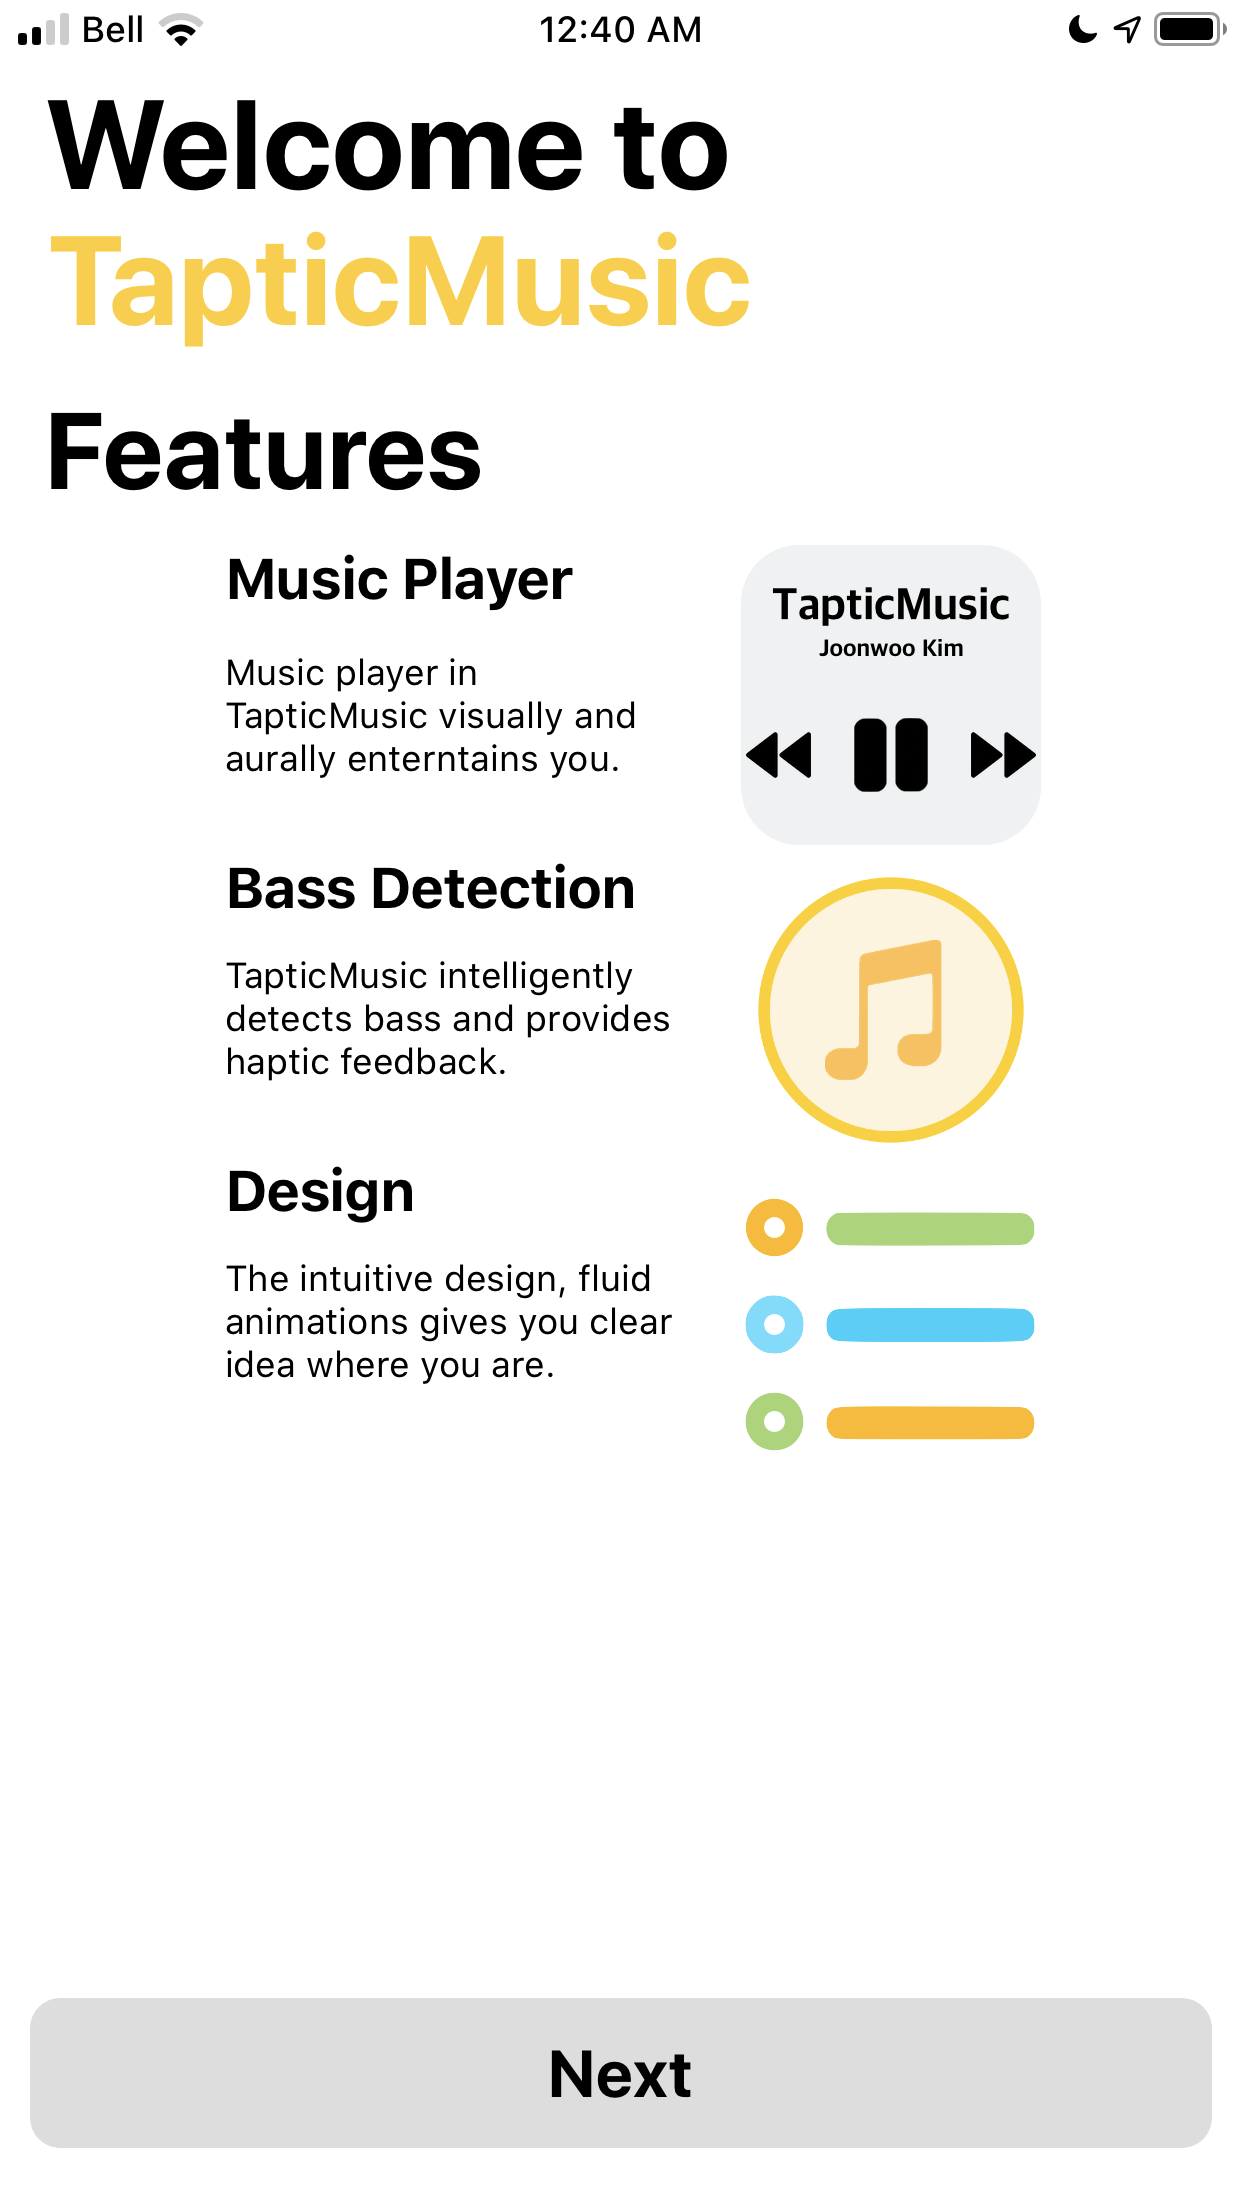 Bell
12:40 AM
Welcome to
TapticMusic
Features
Music Player
Music player in
TapticMusic visually and
aurally enterntains you.
TapticMusic
Joonwoo Kim
Bass Detection
TapticMusic intelligently
detects bass and provides
haptic feedback.
Design
The intuitive design, fluid
animations gives you clear
idea where you are.
Next